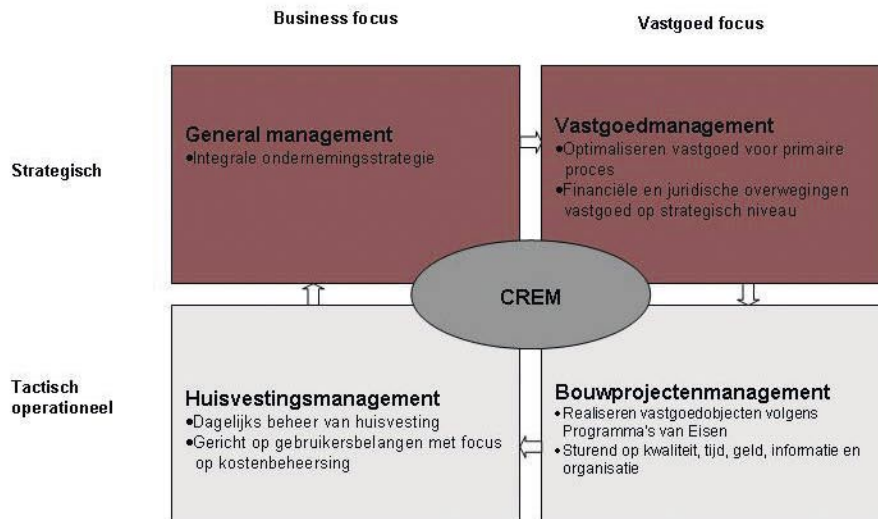 Business focus
Vastgoed focus
Strategisch
General management
•Integrale ondernemingsstrategie
Vastgoedmanagement
•Optimaliseren vastgoed voor primaire
proces
•Financiële en juridische overwegingen
vastgoed op strategisch niveau
CREM
Tactisch
operationeel
Huisvestingsmanagement
•Dagelijks beheer van huisvesting
•Gericht op gebruikersbelangen met focus
op kostenbeheersing
Bouwprojectenmanagement
•Realiseren vastgoedobjecten volgens
Programma's van Eisen
•Sturend op kwaliteit, tijd, geld, informatie en
organisatie